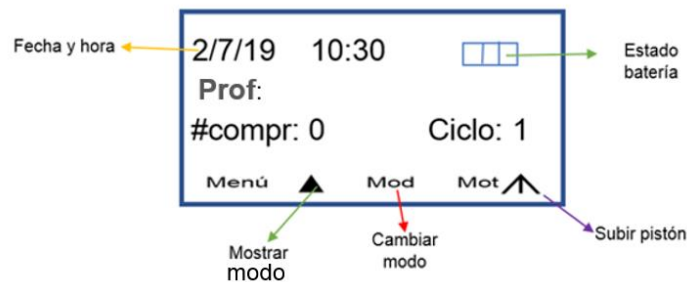 Fecha y hora
2/7/19 10:30
Estado
batería
Prof:
#compr: 0 Ciclo: 1
Menú Mod Mot
Mostrar
modo
Cambiar
modo
Subir pistón